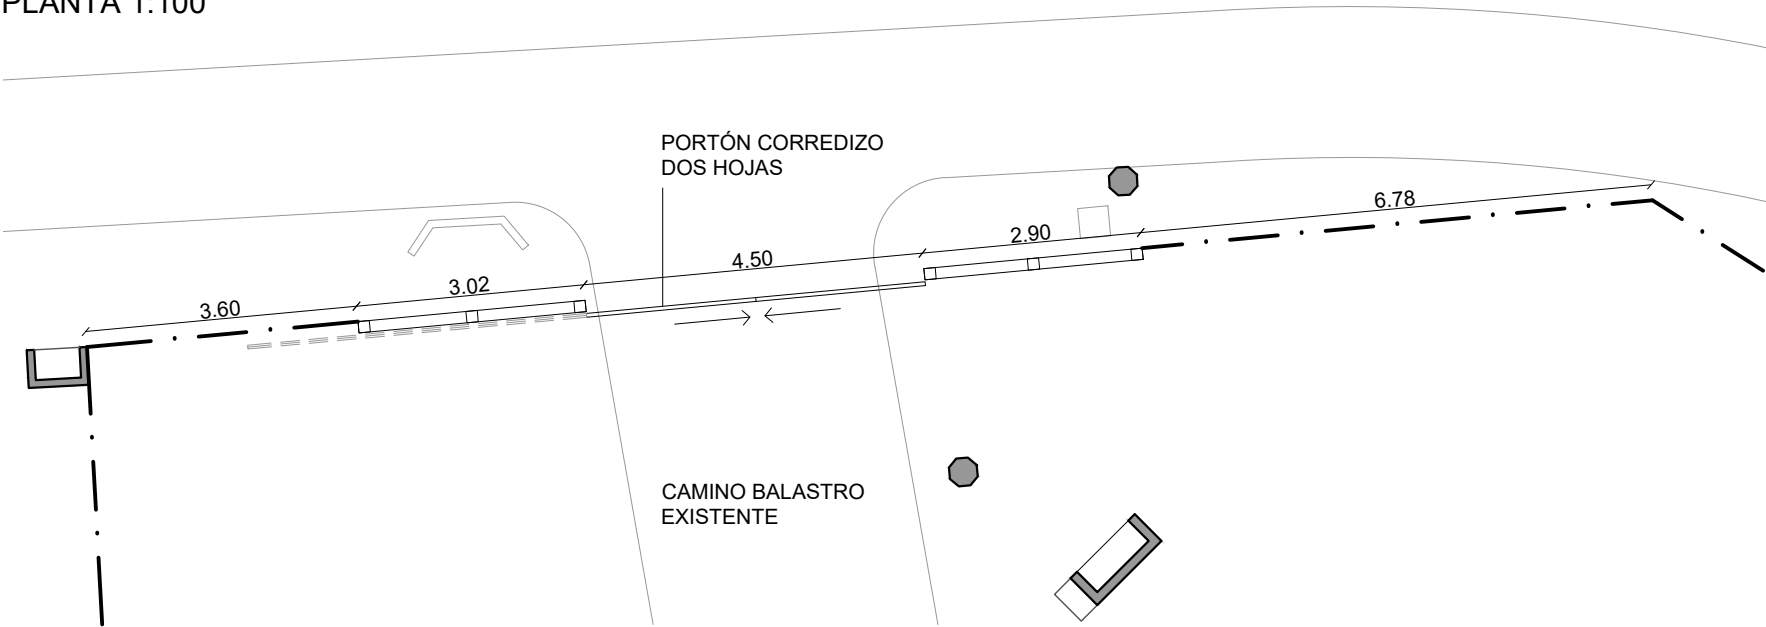 PLANTA 1:100
PORTÓN CORREDIZO
DOS HOJAS
6.78
2.90
4.50
3.02
3.60
CAMINO BALASTRO
EXISTENTE